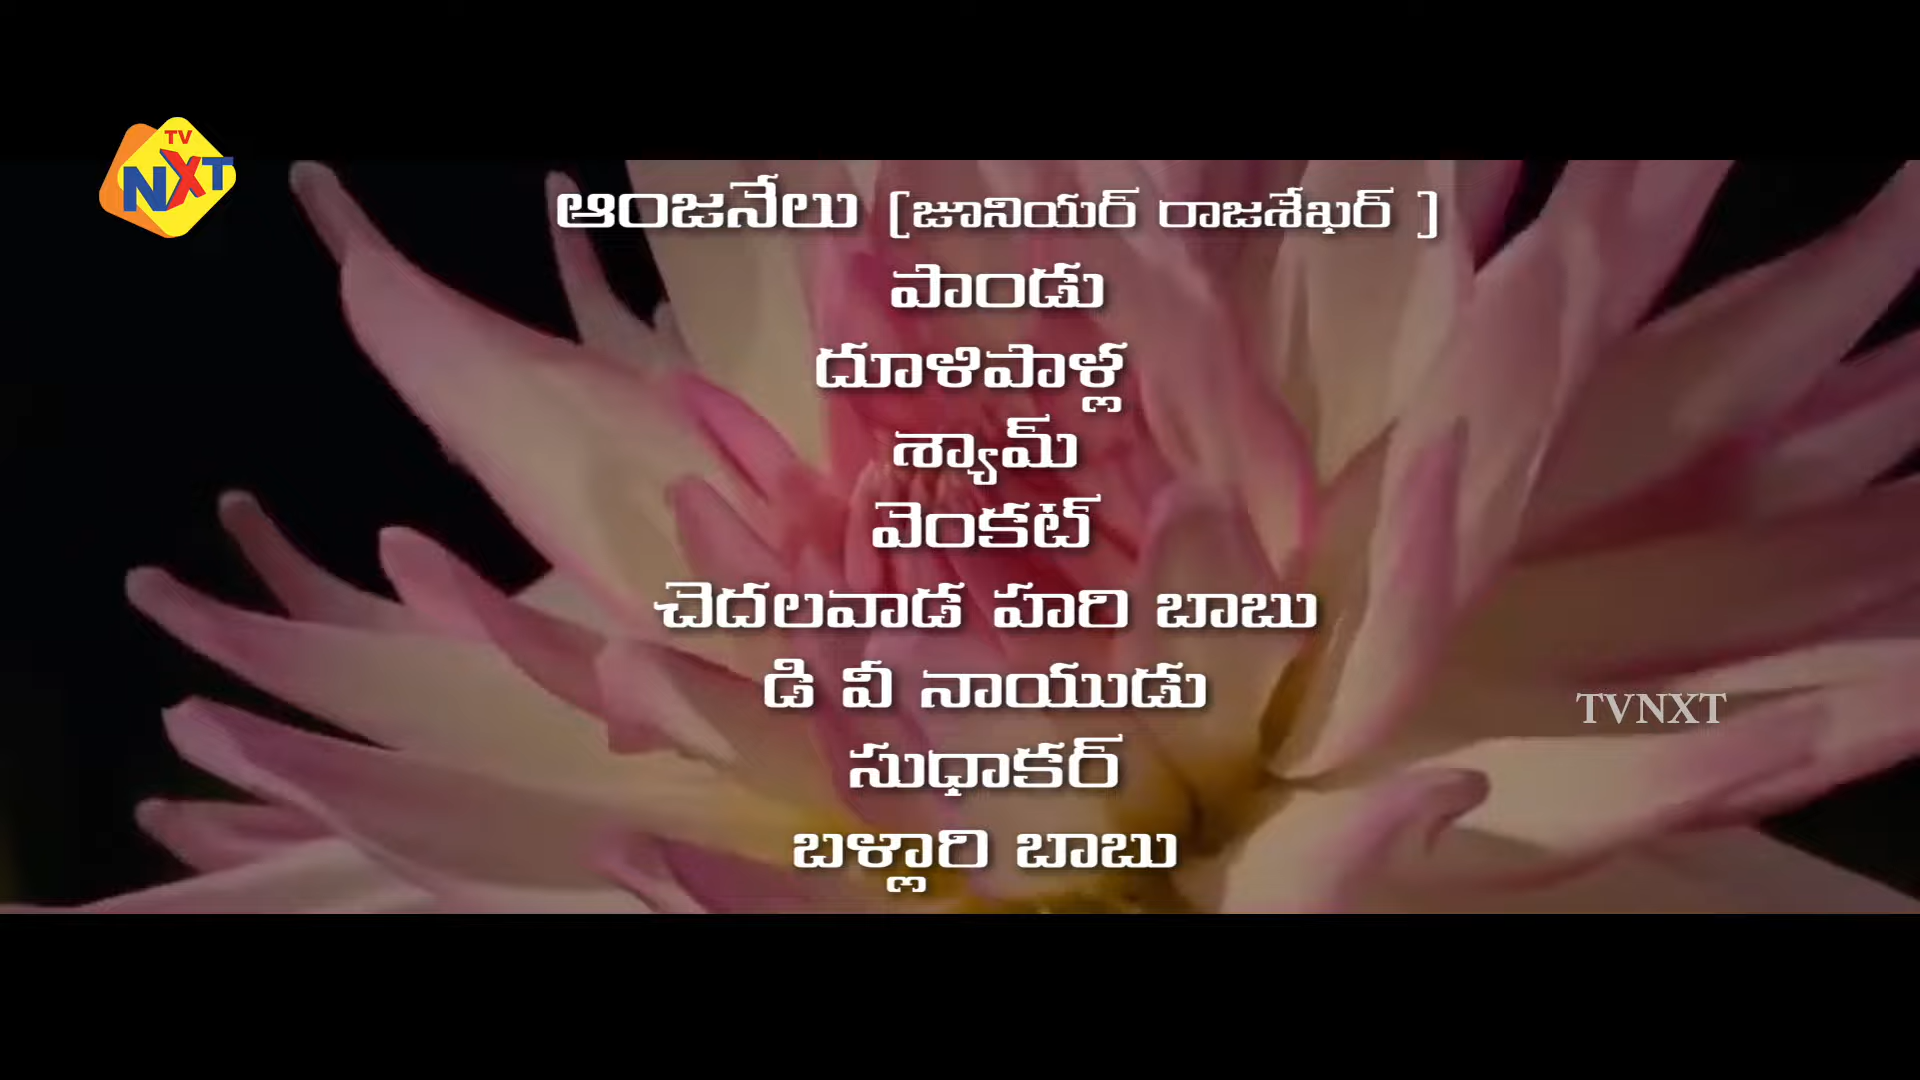 TV
NXT
ఆంజనేలు [జూనియర్ రాజశేఖర్ ]
పాండు
దూళిపాళ్ల
శ్యామ్
వెంకట్
చెదలవాడ హరి బాబు
డి వీ నాయుడు
TVNXT
సుధాకర్
బళ్లారి బాబు